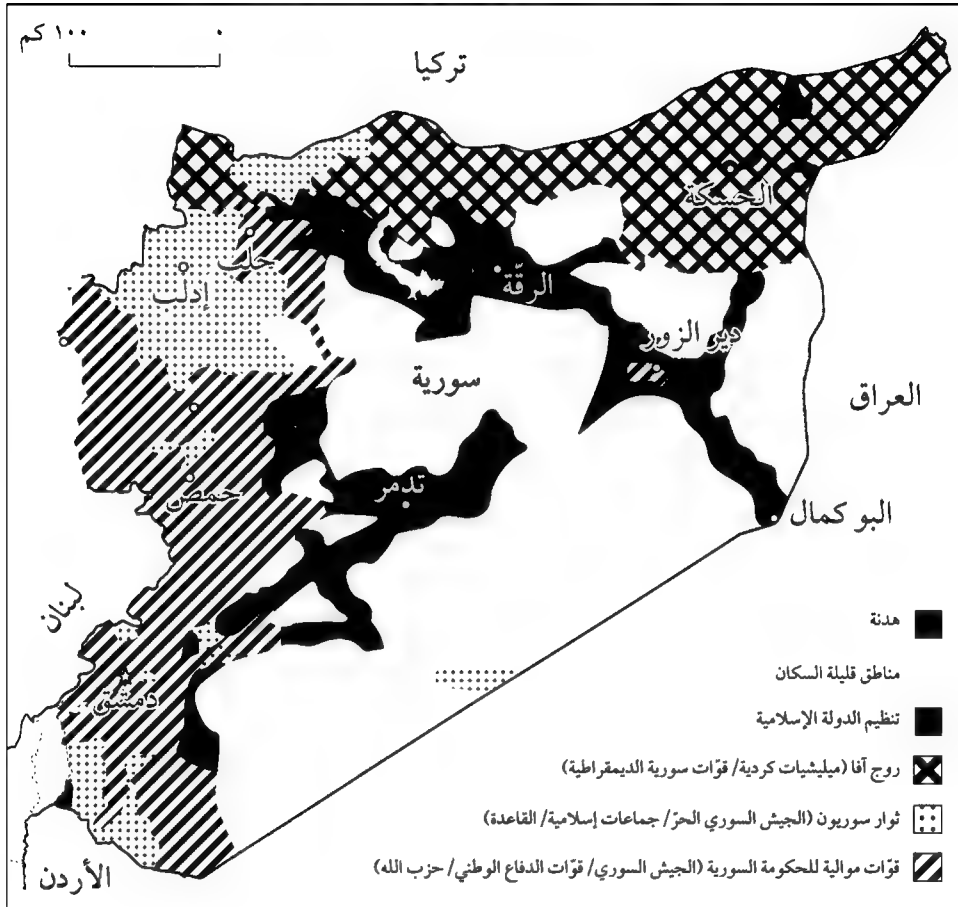 ١٠٠ كم
٠
تركيا
الحسكة
حلب
إدلب
الرقّة
دير الزور
سورية
العراق
تدمر
حمص
البو كمال
لبنان
دمشق
الأردن
هدنة
مناطق قليلة السكان
تنظيم الدولة الإسلامية
روج آفا (ميليشيات كردية/ قوّات سورية الديمقراطية)
ثوار سوريون (الجيش السوري الحرّ/ جماعات إسلامية/ القاعدة)
قوّات موالية للحكومة السورية (الجيش السوري/ قوّات الدفاع الوطني/ حزب الله)